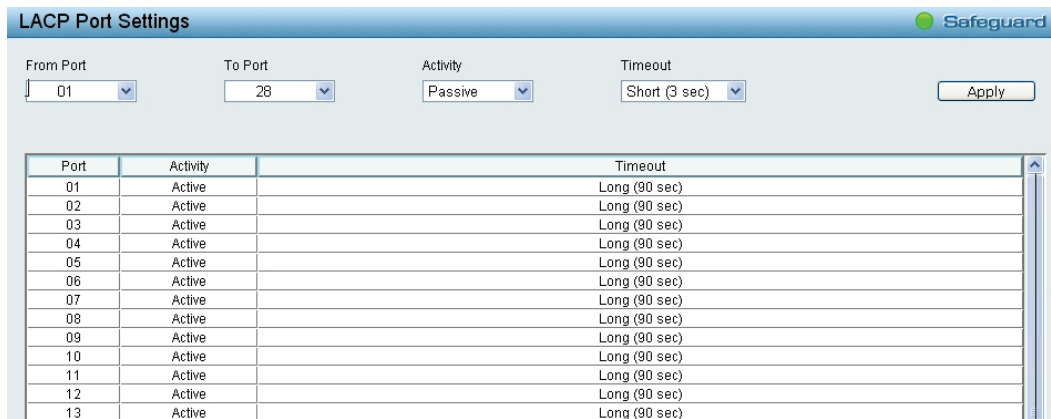 LACP Port Settings Safeguard
From Port To Port Activity Timeout
01 28 Passive Short (3 sec) Apply
Port Activity Timeout
01 Active Long (90 sec)
02 Active Long (90 sec)
03 Active Long (90 sec)
04 Active Long (90 sec)
05 Active Long (90 sec)
06 Active Long (90 sec)
07 Active Long (90 sec)
08 Active Long (90 sec)
09 Active Long (90 sec)
10 Active Long (90 sec)
11 Active Long (90 sec)
12 Active Long (90 sec)
13 Active Long (90 sec)